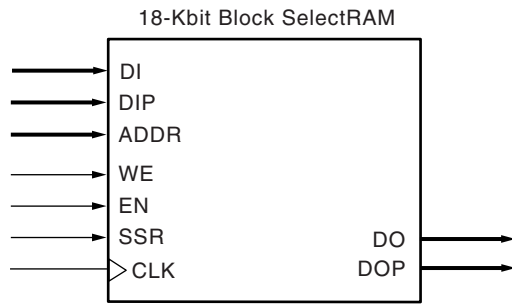 18-Kbit Block SelectRAM
DI
DIP
ADDR
WE
EN
SSR
CLK
DO
DOP